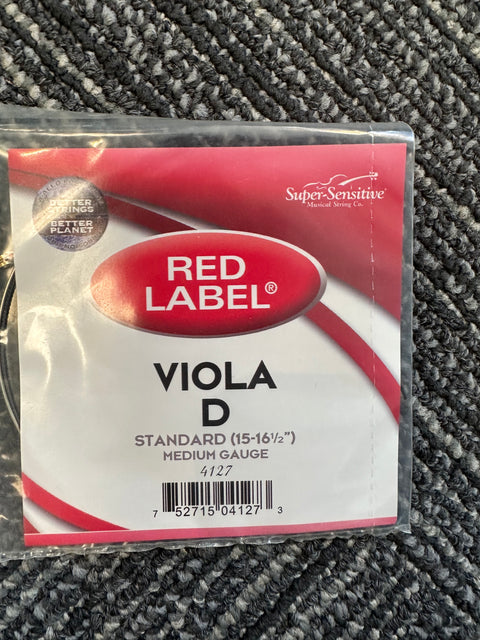 BETTER
STRINGS
BETTER
PLANET
Super-Sensitive®
Musical String Co.
RED
LABEL®
VIOLA
D
STANDARD (15-16½")
MEDIUM GAUGE
4127
7 52715 04127 3